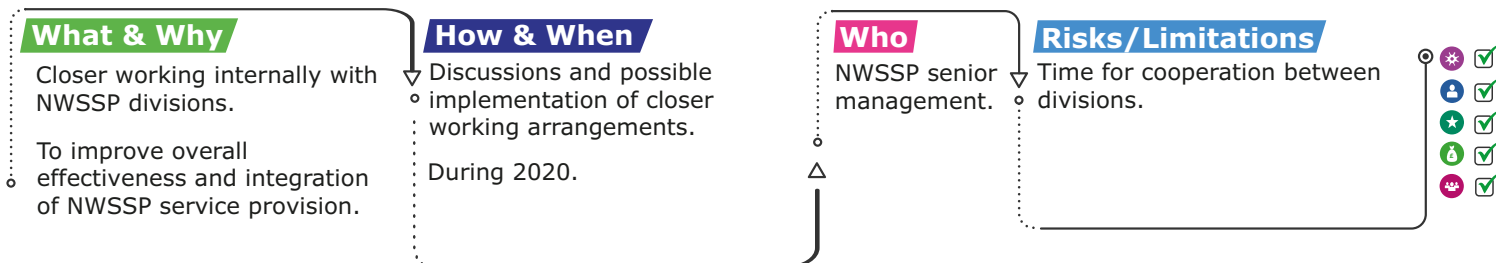 What & Why
Closer working internally with
NWSSP divisions.
To improve overall
effectiveness and integration
of NWSSP service provision.
How & When
Discussions and possible
implementation of closer
working arrangements.
During 2020.
Who
NWSSP senior
management.
Risks/Limitations
Time for cooperation between
divisions.